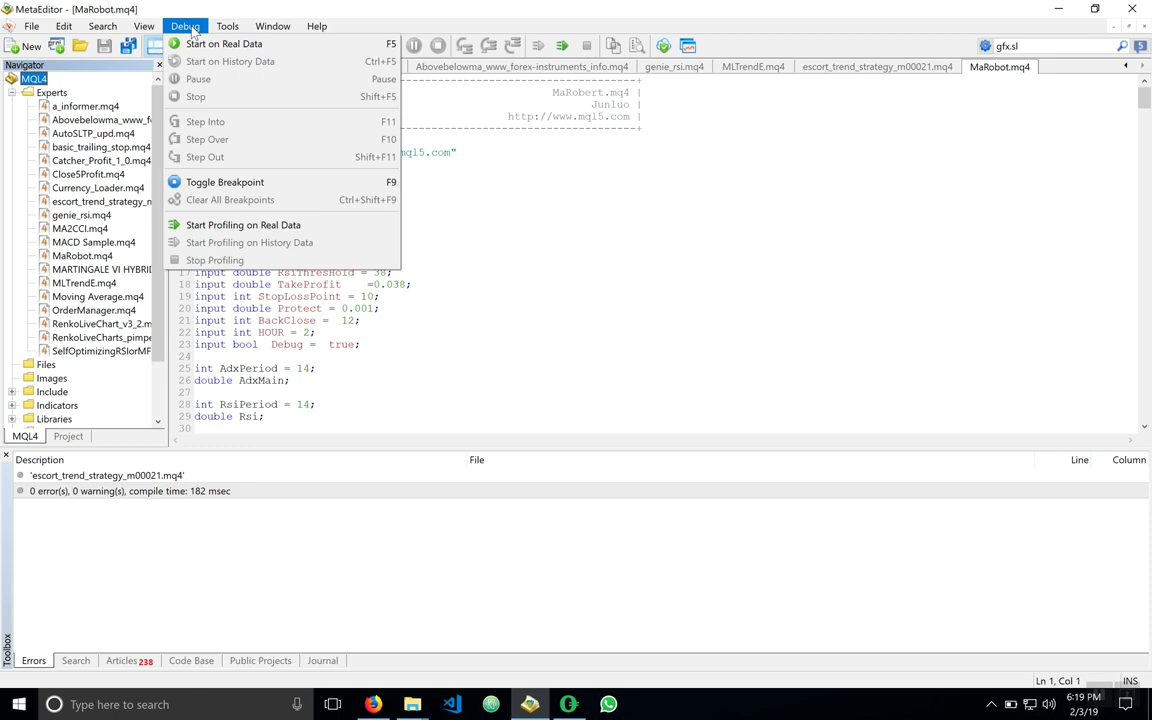 MetaEditor - [MaRobot.mq4]
File Edit Search View Debug Tools Window Help
New
gfx.sl
5
Navigator
Abovebelowma_www_forex-instruments_info.mq4 genie_rsi.mq4 MLTrendE.mq4 escort_trend_strategy_m00021.mq4 MaRobot.mq4
MQL4
Experts
a_informer.mq4
Abovebelowma_www_f
AutoSLTP_upd.mq4
basic_trailing_stop.mq4
Catcher_Profit_1_0.mq4
Close5Profit.mq4
Currency_Loader.mq4
escort_trend_strategy_m
genie_rsi.mq4
MA2CCI.mq4
MACD Sample.mq4
MaRobot.mq4
MARTINGALE VI HYBRID
MLTrendE.mq4
Moving Average.mq4
OrderManager.mq4
RenkoLiveChart_v3_2.m
RenkoLiveCharts_pimpe
SelfOptimizingRSIorMF
Files
Images
Include
Indicators
Libraries
MQL4 Project
Start on Real Data F5
Start on History Data Ctrl+F5
Pause Pause
Stop Shift+F5
Step Into F11
Step Over F10
Step Out Shift+F11
Toggle Breakpoint F9
Clear All Breakpoints Ctrl+Shift+F9
Start Profiling on Real Data
Start Profiling on History Data
Stop Profiling
MaRobert.mq4 |
Junluo |
http://www.mql5.com |
mql5.com"
17 input double RsiThresHold = 38;
18 input double TakeProfit =0.038;
19 input int StopLossPoint = 10;
20 input double Protect = 0.001;
21 input int BackClose = 12;
22 input int HOUR = 2;
23 input bool Debug = true;
24
25 int AdxPeriod = 14;
26 double AdxMain;
27
28 int RsiPeriod = 14;
29 double Rsi;
30
Description File Line Column
'escort_trend_strategy_m00021.mq4'
0 error(s), 0 warning(s), compile time: 182 msec
Toolbox
Errors Search Articles 238 Code Base Public Projects Journal
Ln 1, Col 1 INS
Type here to search
6:19 PM
2/3/19